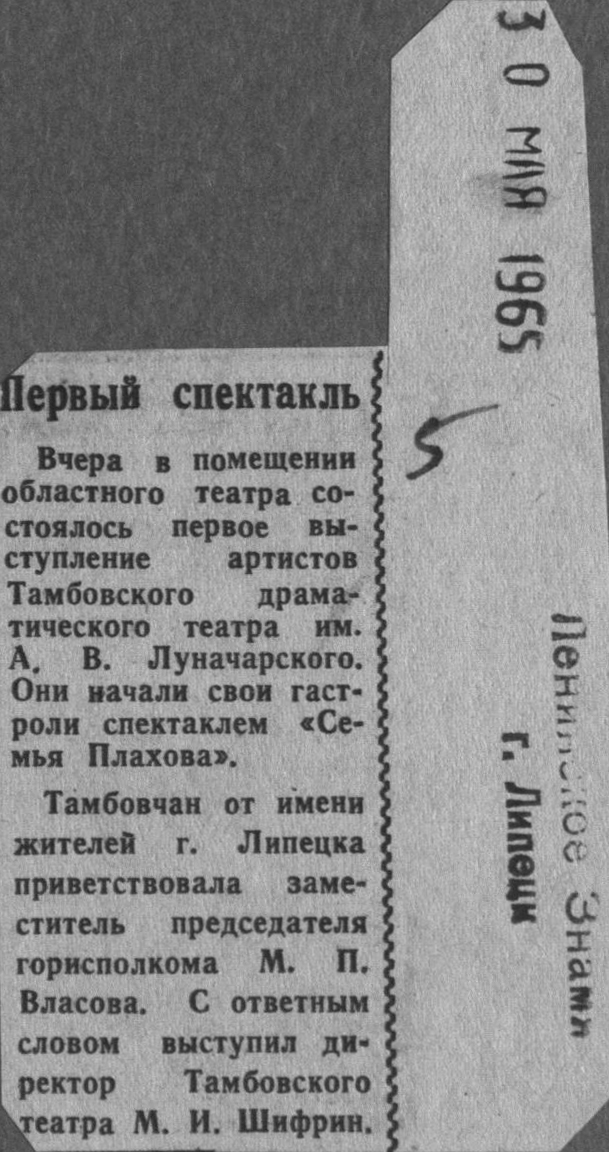 30 МАЯ 1965
5
Ленинское Знамя
г. Липецк
Первый спектакль
Вчера в помещении
областного театра со-
стоялось первое вы-
ступление артистов
Тамбовского драма-
тического театра им.
А. В. Луначарского.
Они начали свои гаст-
роли спектаклем «Се-
мья Плахова».
Тамбовчан от имени
жителей г. Липецка
приветствовала заме-
ститель председателя
горисполкома М. П.
Власова. С ответным
словом выступил ди-
ректор Тамбовского
театра М. И. Шифрин.